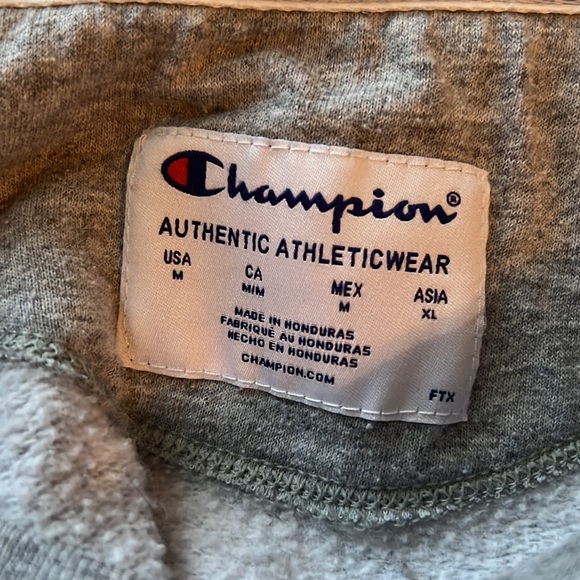 Champion®
AUTHENTIC ATHLETICWEAR
USA CA MEX ASIA
M M/M M XL
MADE IN HONDURAS
FABRIQUÉ AU HONDURAS
HECHO EN HONDURAS
CHAMPION.COM
FTX